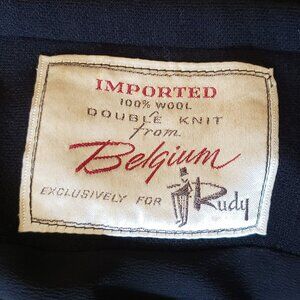 IMPORTED
100% WOOL
DOUBLE KNIT
from
Belgium
EXCLUSIVELY FOR Rudy